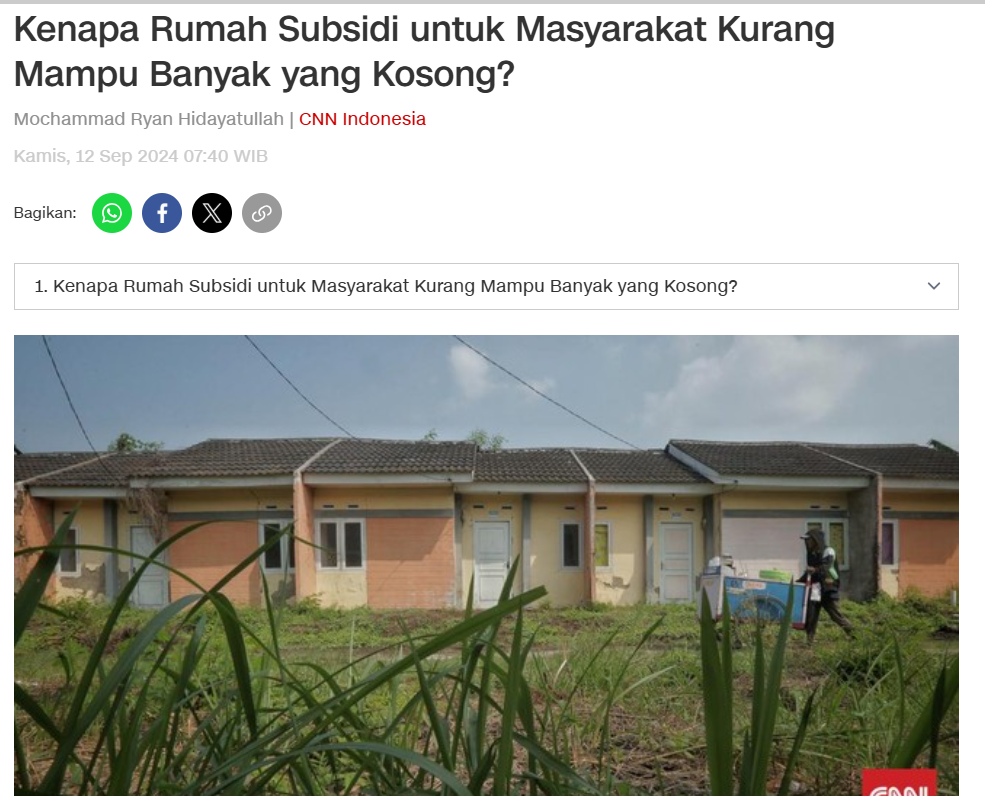 Kenapa Rumah Subsidi untuk Masyarakat Kurang
Mampu Banyak yang Kosong?
Mochammad Ryan Hidayatullah | CNN Indonesia
Kamis, 12 Sep 2024 07:40 WIB
Bagikan:
1. Kenapa Rumah Subsidi untuk Masyarakat Kurang Mampu Banyak yang Kosong?
CNN